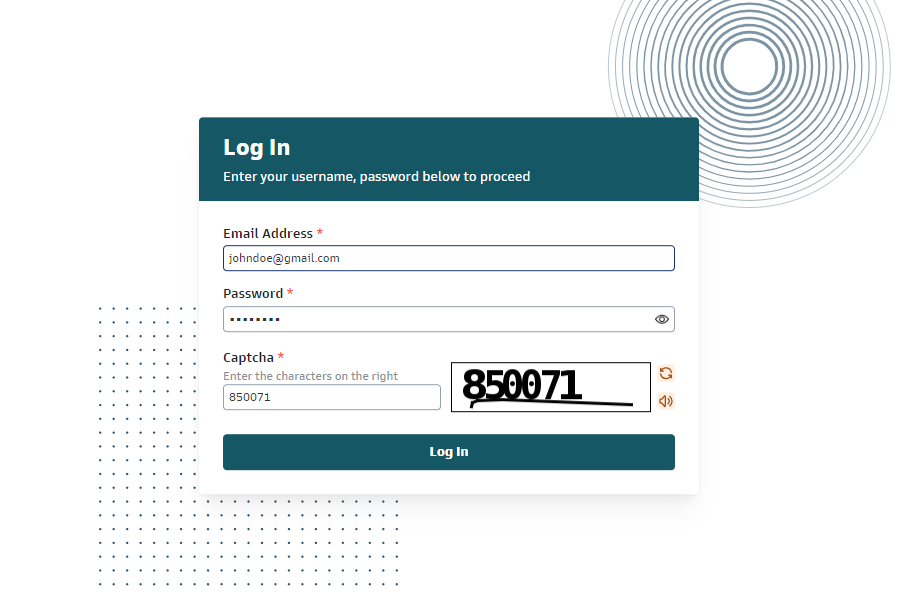 Log In
Enter your username, password below to proceed
Email Address *
johndoe@gmail.com
Password *
••••••••
Captcha *
Enter the characters on the right
850071
850071
Log In